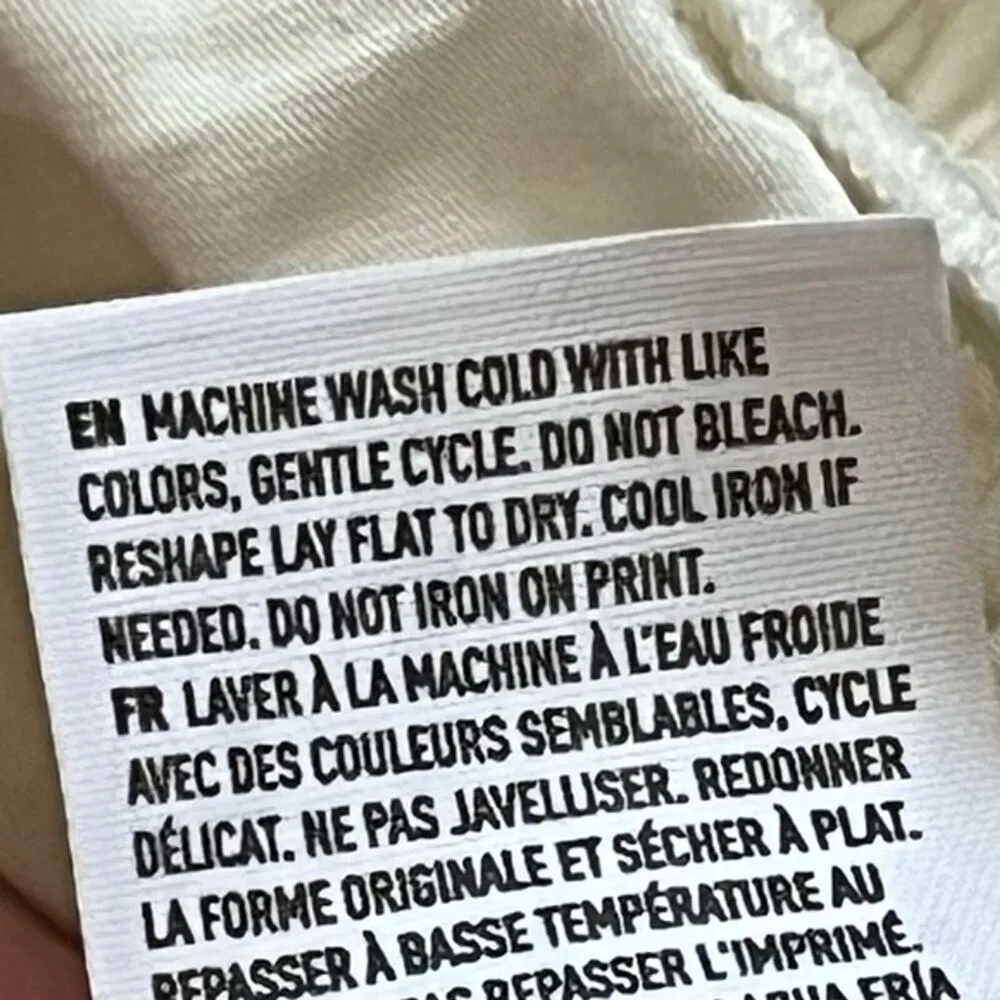 EN MACHINE WASH COLD WITH LIKE
COLORS, GENTLE CYCLE. DO NOT BLEACH.
RESHAPE LAY FLAT TO DRY. COOL IRON IF
NEEDED. DO NOT IRON ON PRINT.
FR LAVER À LA MACHINE À L'EAU FROIDE
AVEC DES COULEURS SEMBLABLES, CYCLE
DÉLICAT. NE PAS JAVELLISER. REDONNER
LA FORME ORIGINALE ET SÉCHER À PLAT.
REPASSER À BASSE TEMPÉRATURE AU
PAS REPASSER L'IMPRIMÉ.
FRÍA